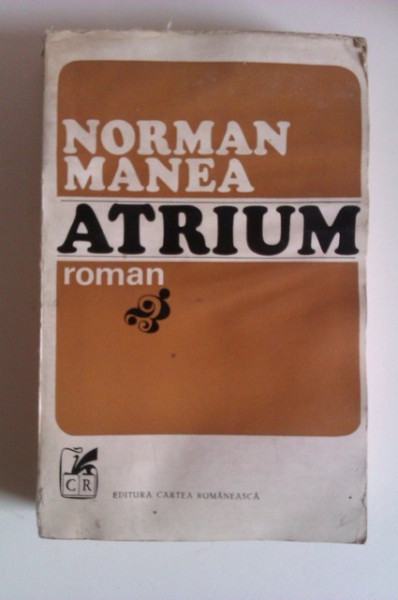 NORMAN
MANEA
ATRIUM
roman
CR
EDITURA CARTEA ROMÂNEASCĂ